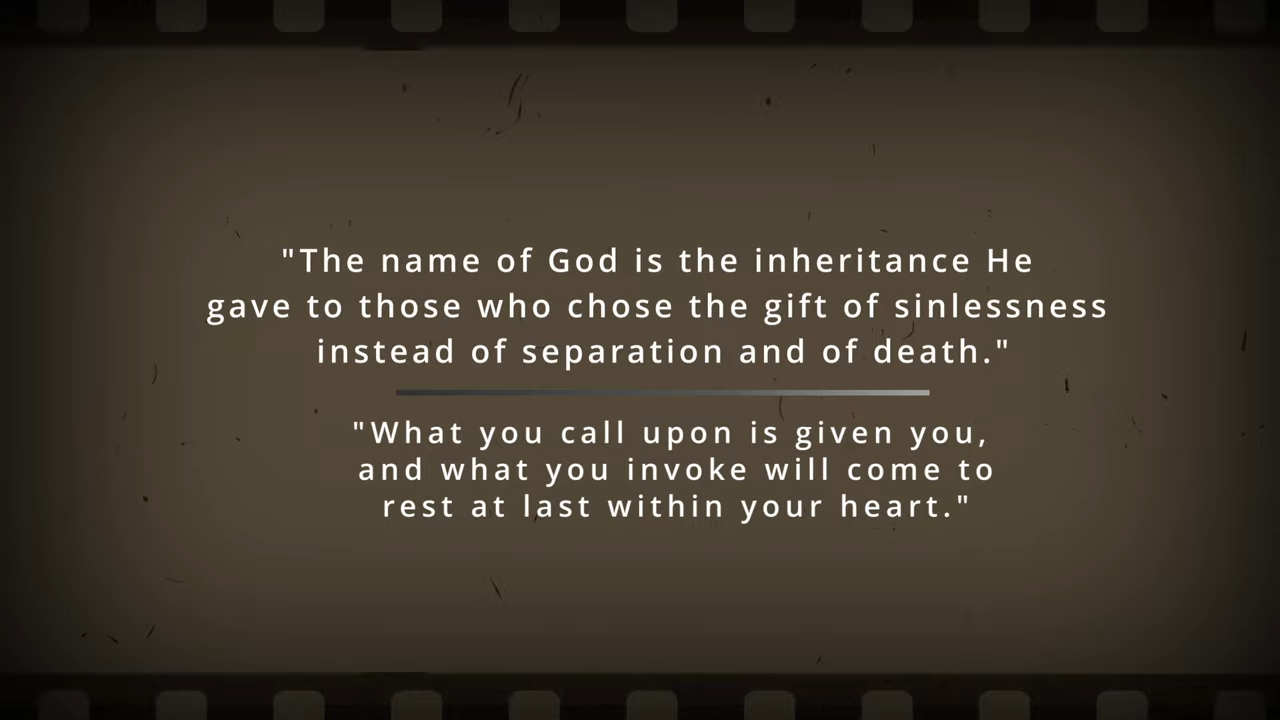 "The name of God is the inheritance He
gave to those who chose the gift of sinlessness
instead of separation and of death."
"What you call upon is given you,
and what you invoke will come to
rest at last within your heart."